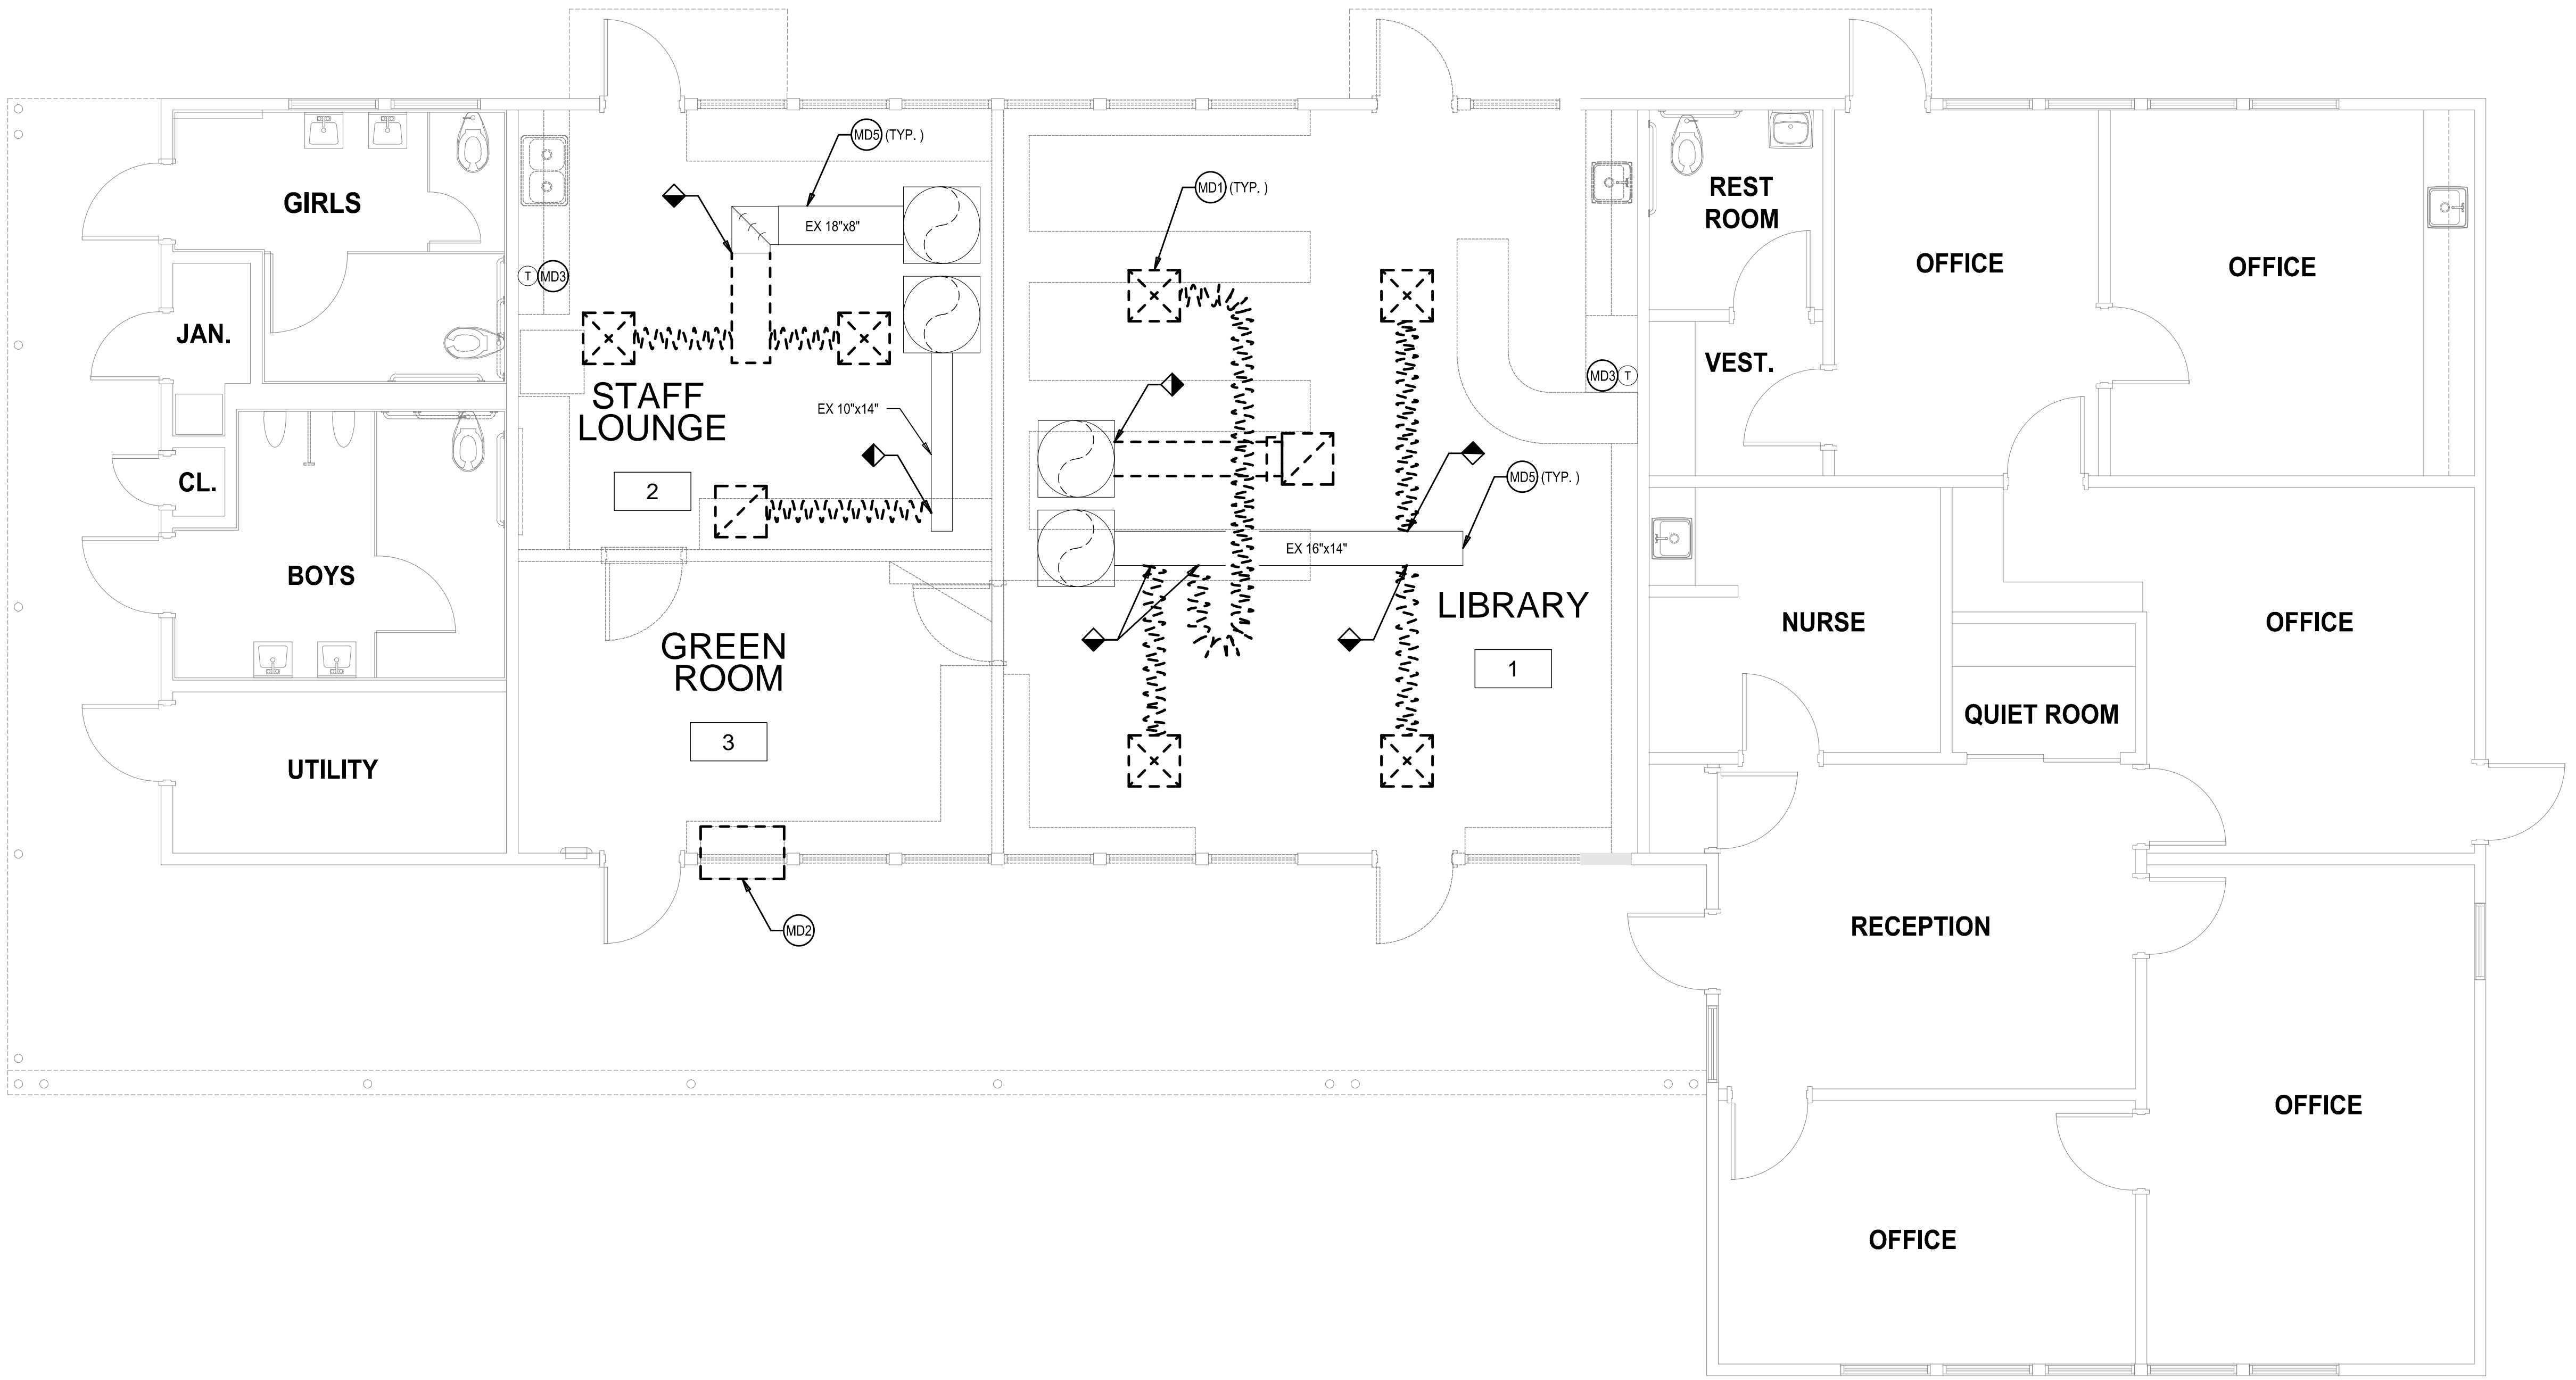 MD5 (TYP. )
GIRLS
MD1 (TYP. )
REST
ROOM
EX 18"x8"
OFFICE
OFFICE
T MD3
JAN.
VEST.
MD3 T
STAFF
LOUNGE
EX 10"x14"
CL.
2
MD5 (TYP. )
EX 16"x14"
BOYS
LIBRARY
NURSE
OFFICE
GREEN
ROOM
1
QUIET ROOM
3
UTILITY
MD2
RECEPTION
OFFICE
OFFICE